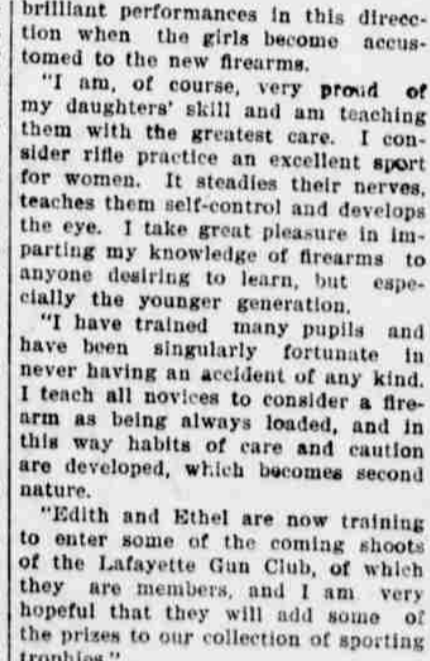 brilliant performances in this direcc-
tion when the girls become accus-
tomed to the new firearms.
"I am, of course, very proud of
my daughters' skill and am teaching
them with the greatest care. I con-
sider rifle practice an excellent sport
for women. It steadies their nerves,
teaches them self-control and develops
the eye. I take great pleasure in im-
parting my knowledge of firearms to
anyone desiring to learn, but espe-
cially the younger generation.
"I have trained many pupils and
have been singularly fortunate in
never having an accident of any kind.
I teach all novices to consider a fire-
arm as being always loaded, and in
this way habits of care and caution
are developed, which becomes second
nature.
"Edith and Ethel are now training
to enter some of the coming shoots
of the Lafayette Gun Club, of which
they are members, and I am very
hopeful that they will add some of
the prizes to our collection of sporting
trophies."